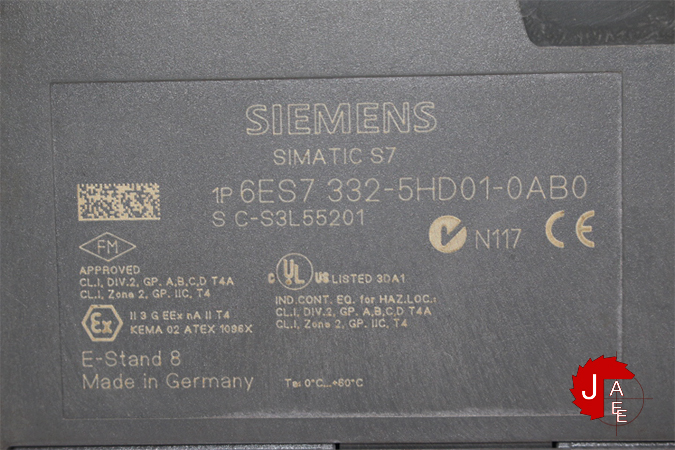 SIEMENS
SIMATIC S7
1P 6ES7 332-5HD01-0AB0
S C-S3L55201
N117 CE
FM
APPROVED
CL.I, DIV.2, GP. A,B,C,D T4A
CL.I, Zone 2, GP. IIC, T4
C UL US LISTED 3DA1
IND.CONT. EQ. for HAZ.LOC.:
CL.I, DIV.2, GP. A,B,C,D T4A
CL.I, Zone 2, GP. IIC, T4
Ex II 3 G EEx nA II T4
KEMA 02 ATEX 1096X
E-Stand 8
Made in Germany
Ta: 0°C...+60°C
J A E E